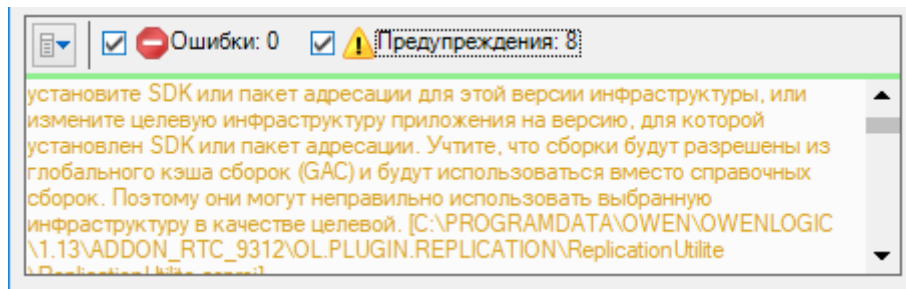 Ошибки: 0 Предупреждения: 8
установите SDK или пакет адресации для этой версии инфраструктуры, или
измените целевую инфраструктуру приложения на версию, для которой
установлен SDK или пакет адресации. Учтите, что сборки будут разрешены из
глобального кэша сборок (GAC) и будут использоваться вместо справочных
сборок. Поэтому они могут неправильно использовать выбранную
инфраструктуру в качестве целевой. [C:\PROGRAMDATA\OWEN\OWENLOGIC
\1.13\ADDON_RTC_9312\OL.PLUGIN.REPLICATION\ReplicationUtilite